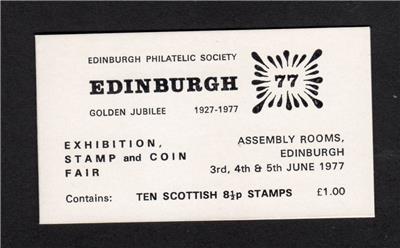 EDINBURGH PHILATELIC SOCIETY
EDINBURGH 77
GOLDEN JUBILEE 1927-1977
EXHIBITION,
STAMP and COIN
FAIR
ASSEMBLY ROOMS,
EDINBURGH
3rd, 4th & 5th JUNE 1977
Contains: TEN SCOTTISH 8½p STAMPS £1.00